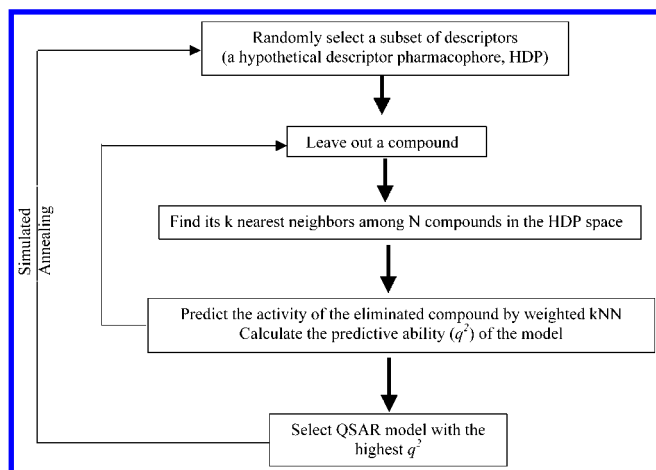 Randomly select a subset of descriptors
(a hypothetical descriptor pharmacophore, HDP)
Leave out a compound
Simulated
Annealing
Find its k nearest neighbors among N compounds in the HDP space
Predict the activity of the eliminated compound by weighted kNN
Calculate the predictive ability (q²) of the model
Select QSAR model with the
highest q²